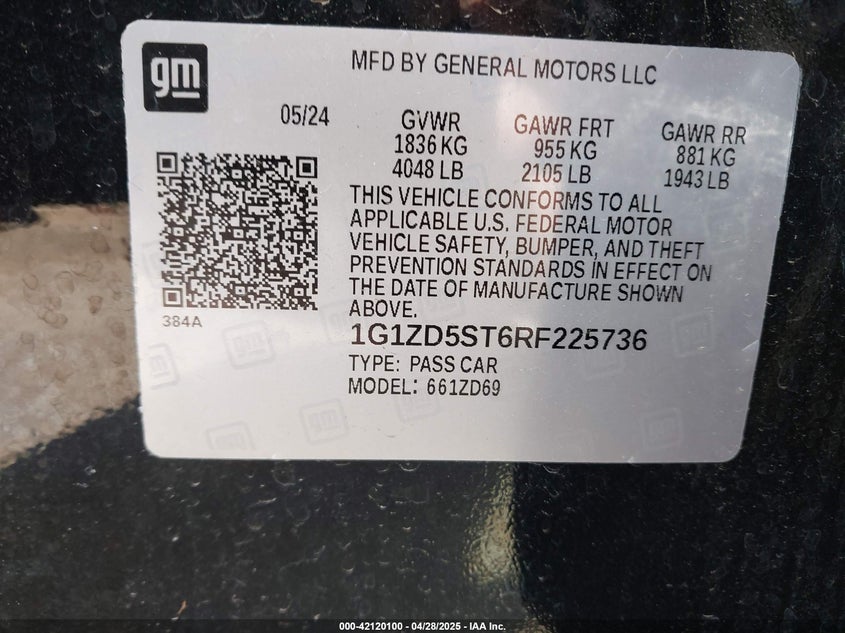 gm
MFD BY GENERAL MOTORS LLC
05/24
GVWR
1836 KG
4048 LB
GAWR FRT
955 KG
2105 LB
GAWR RR
881 KG
1943 LB
THIS VEHICLE CONFORMS TO ALL
APPLICABLE U.S. FEDERAL MOTOR
VEHICLE SAFETY, BUMPER, AND THEFT
PREVENTION STANDARDS IN EFFECT ON
THE DATE OF MANUFACTURE SHOWN
ABOVE.
384A
1G1ZD5ST6RF225736
TYPE: PASS CAR
MODEL: 661ZD69
000-42120100 - 04/28/2025 - IAA Inc.